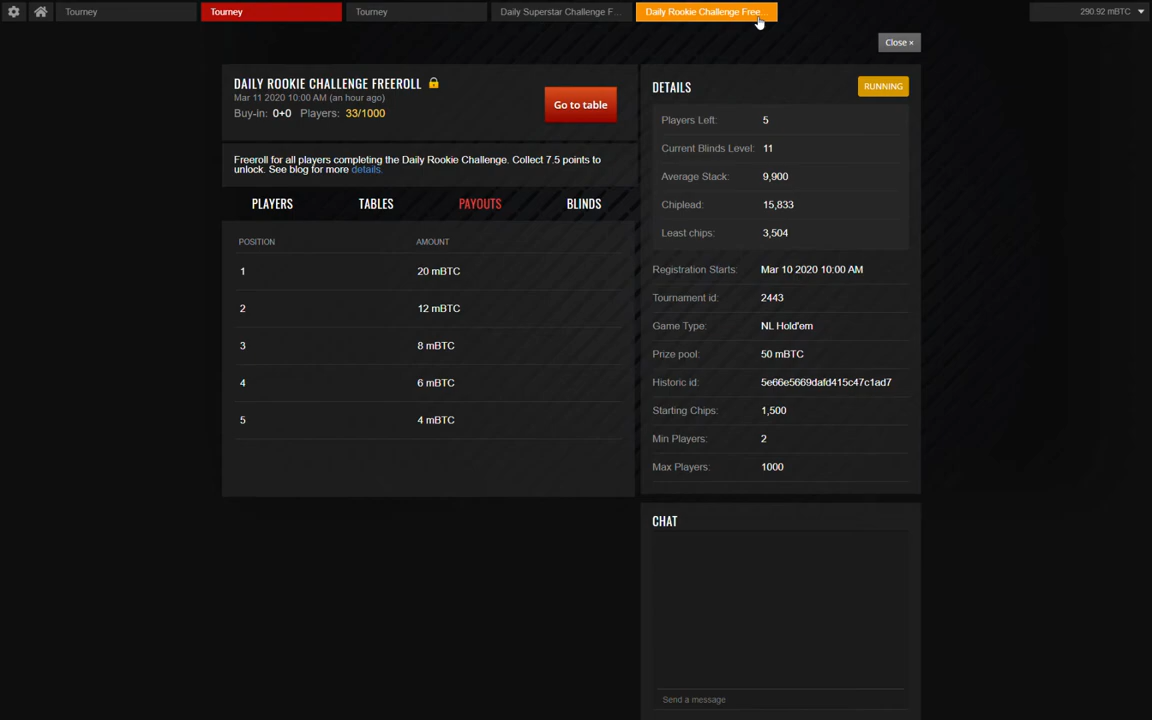 Tourney
Tourney
Tourney
Daily Superstar Challenge F...
Daily Rookie Challenge Free...
290.92 mBTC
Close ×
DAILY ROOKIE CHALLENGE FREEROLL
Mar 11 2020 10:00 AM (an hour ago)
Buy-in: 0+0 Players: 33/1000
Go to table
Freeroll for all players completing the Daily Rookie Challenge. Collect 7.5 points to
unlock. See blog for more details.
PLAYERS TABLES PAYOUTS BLINDS
POSITION AMOUNT
1 20 mBTC
2 12 mBTC
3 8 mBTC
4 6 mBTC
5 4 mBTC
DETAILS
RUNNING
Players Left: 5
Current Blinds Level: 11
Average Stack: 9,900
Chiplead: 15,833
Least chips: 3,504
Registration Starts: Mar 10 2020 10:00 AM
Tournament id: 2443
Game Type: NL Hold'em
Prize pool: 50 mBTC
Historic id: 5e66e5669dafd415c47c1ad7
Starting Chips: 1,500
Min Players: 2
Max Players: 1000
CHAT
Send a message